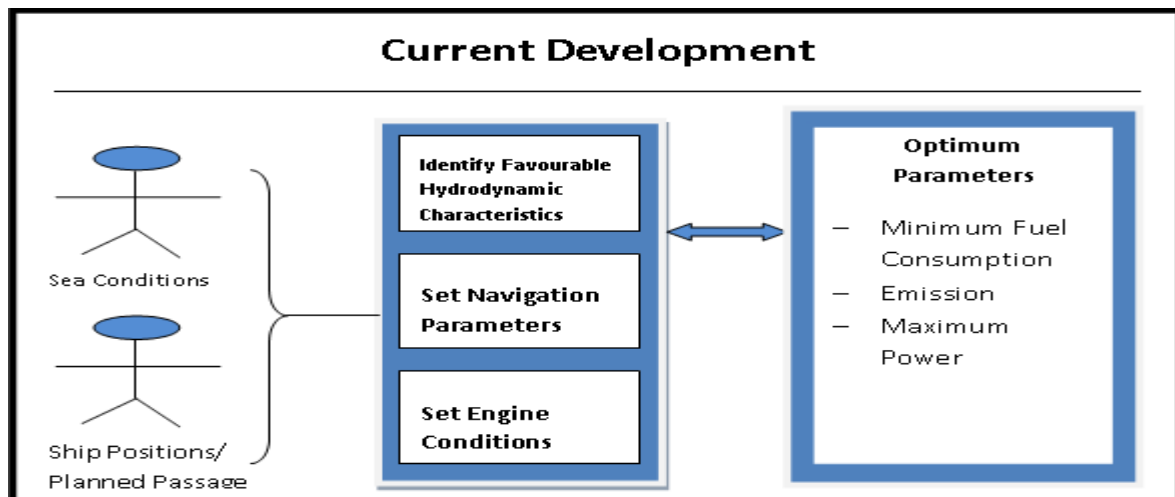 Current Development
Sea Conditions
Ship Positions/
Planned Passage
Identify Favourable
Hydrodynamic
Characteristics
Set Navigation
Parameters
Set Engine
Conditions
Optimum
Parameters
– Minimum Fuel
Consumption
– Emission
– Maximum
Power